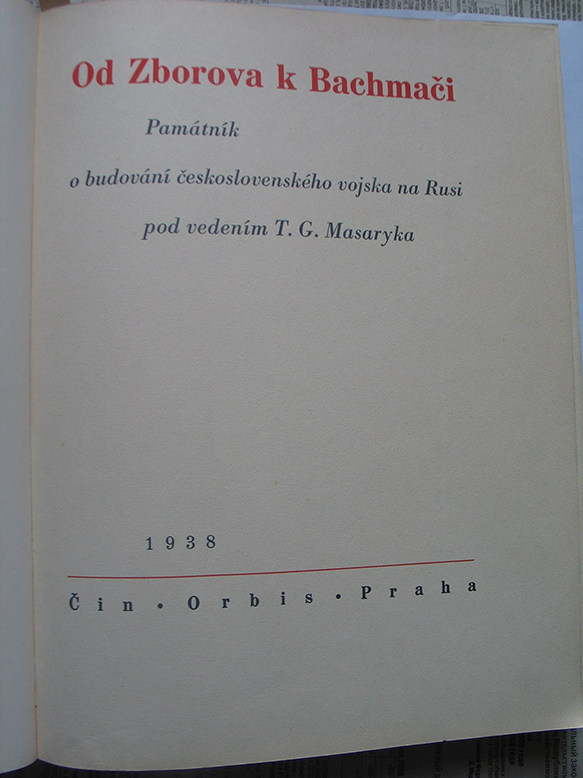 Od Zborova k Bachmači
Památník
o budování československého vojska na Rusi
pod vedením T. G. Masaryka
1938
Čin • Orbis • Praha